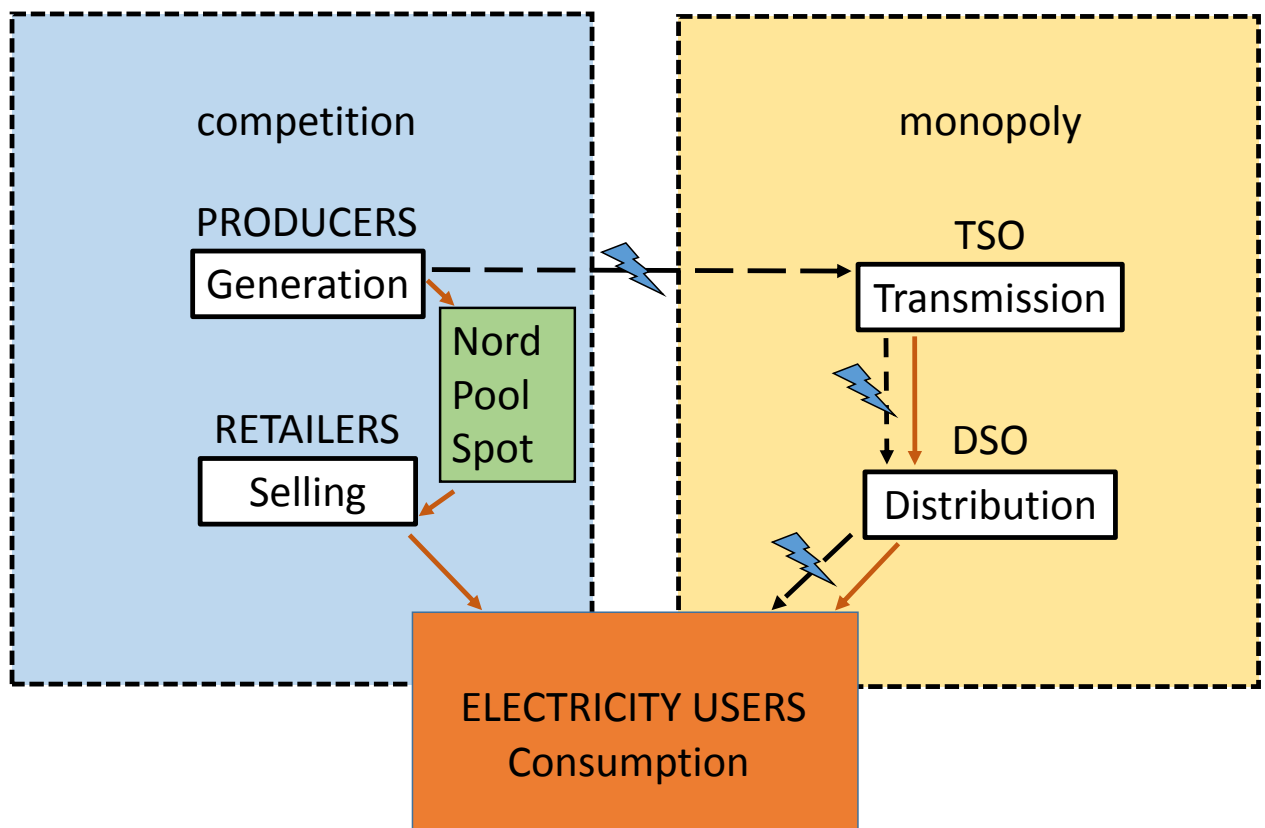 competition
monopoly
PRODUCERS
Generation
TSO
Transmission
Nord
Pool
Spot
RETAILERS
Selling
DSO
Distribution
ELECTRICITY USERS
Consumption